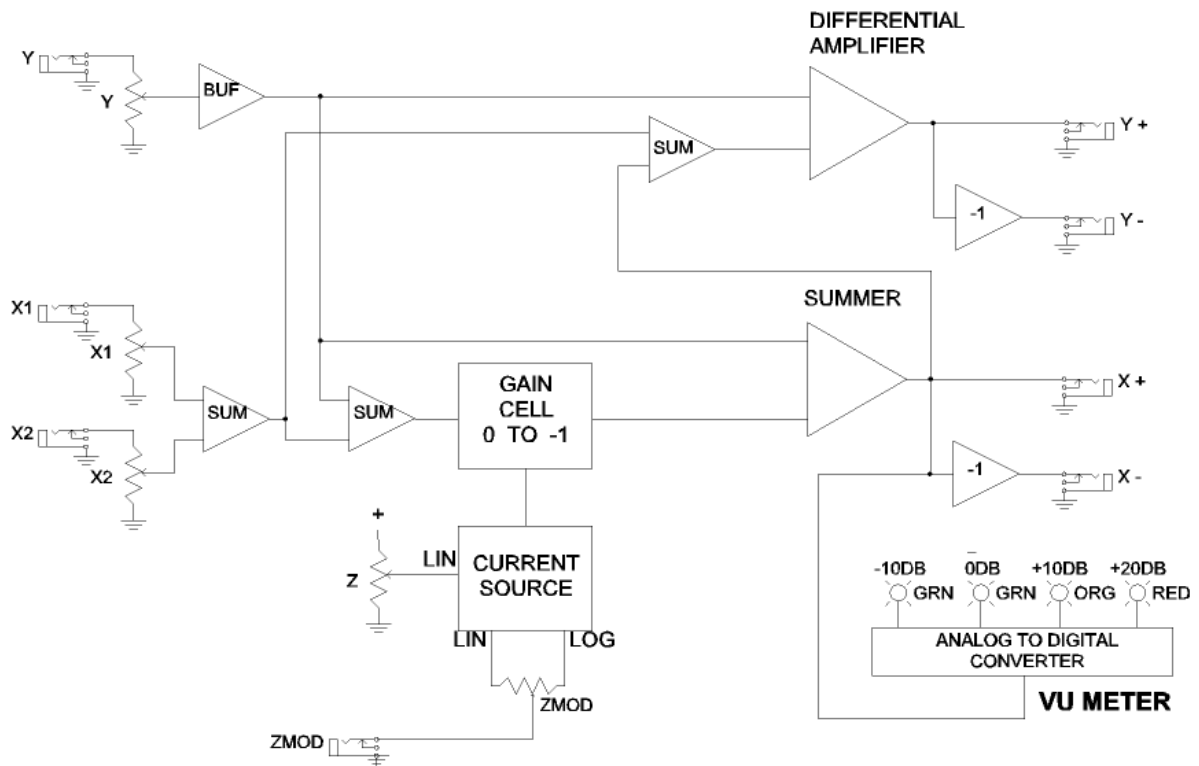 DIFFERENTIAL
AMPLIFIER
Y
Y
BUF
SUM
Y +
-1
Y -
X1
X1
SUMMER
X2
X2
SUM
SUM
GAIN
CELL
0 TO -1
X +
-1
X -
+
Z
LIN
CURRENT
SOURCE
LIN
LOG
ZMOD
ZMOD
-10DB
0DB
+10DB
+20DB
GRN
GRN
ORG
RED
ANALOG TO DIGITAL
CONVERTER
VU METER